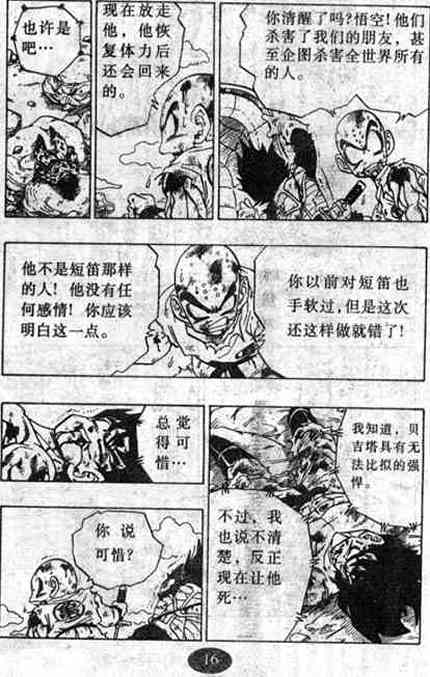 你清醒了吗?悟空!他们
杀害了我们的朋友，甚
至企图杀害全世界所有
的人。
现在放走
他，他恢
复体力后
还会回来
的。
也许是
吧…
你以前对短笛也
手软过，但是这次
还这样做就错了!
他不是短笛那样
的人! 他没有任
何感情! 你应该
明白这一点。
我知道，贝
吉塔具有无
法比拟的强
悍。
不过，我
也说不清
楚，反正
现在让他
死…
总觉
得可
惜…
你说
可惜?
16